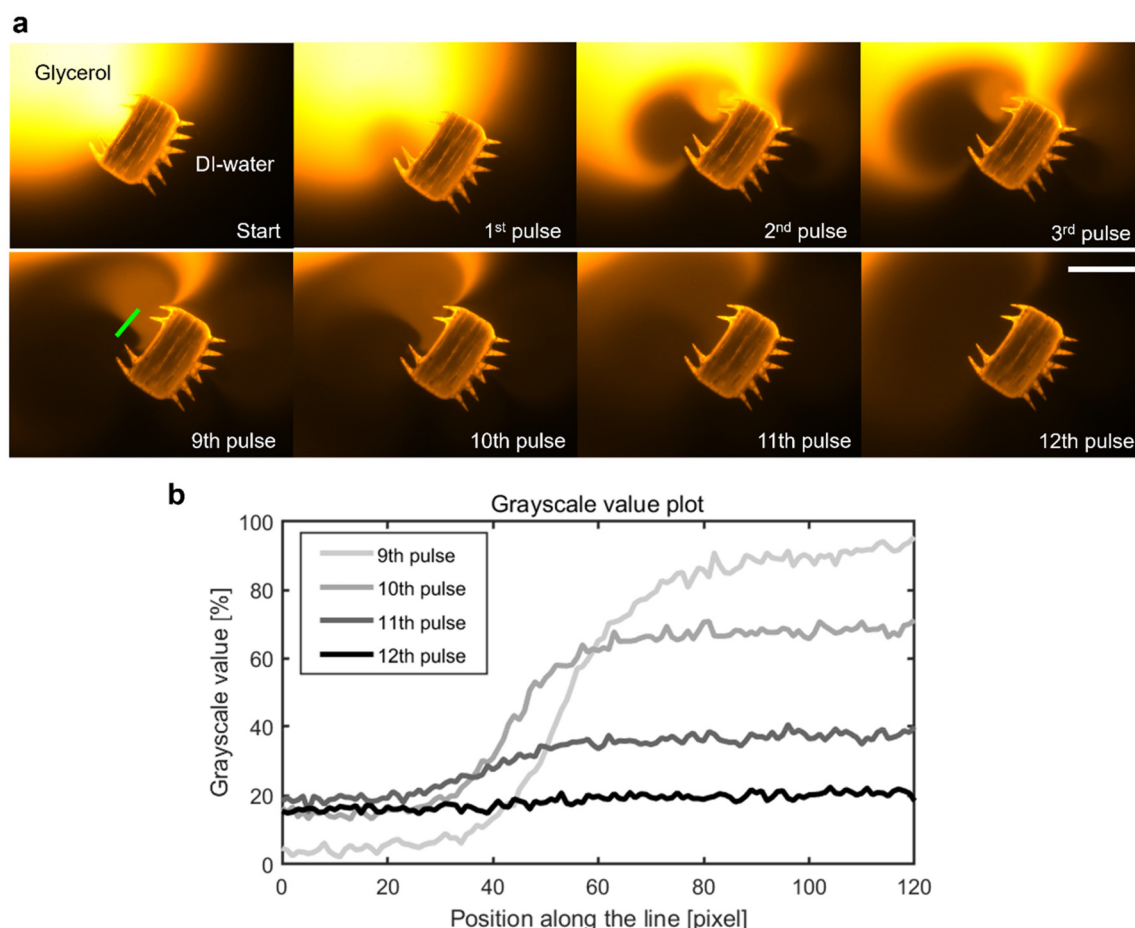 a
Glycerol
DI-water
Start
1st pulse
2nd pulse
3rd pulse
9th pulse
10th pulse
11th pulse
12th pulse
b
Grayscale value plot
Grayscale value [%]
100
80
60
40
20
0
9th pulse
10th pulse
11th pulse
12th pulse
0 20 40 60 80 100 120
Position along the line [pixel]